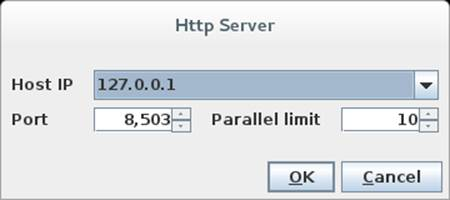 Http Server
Host IP 127.0.0.1
Port 8,503 Parallel limit 10
OK Cancel